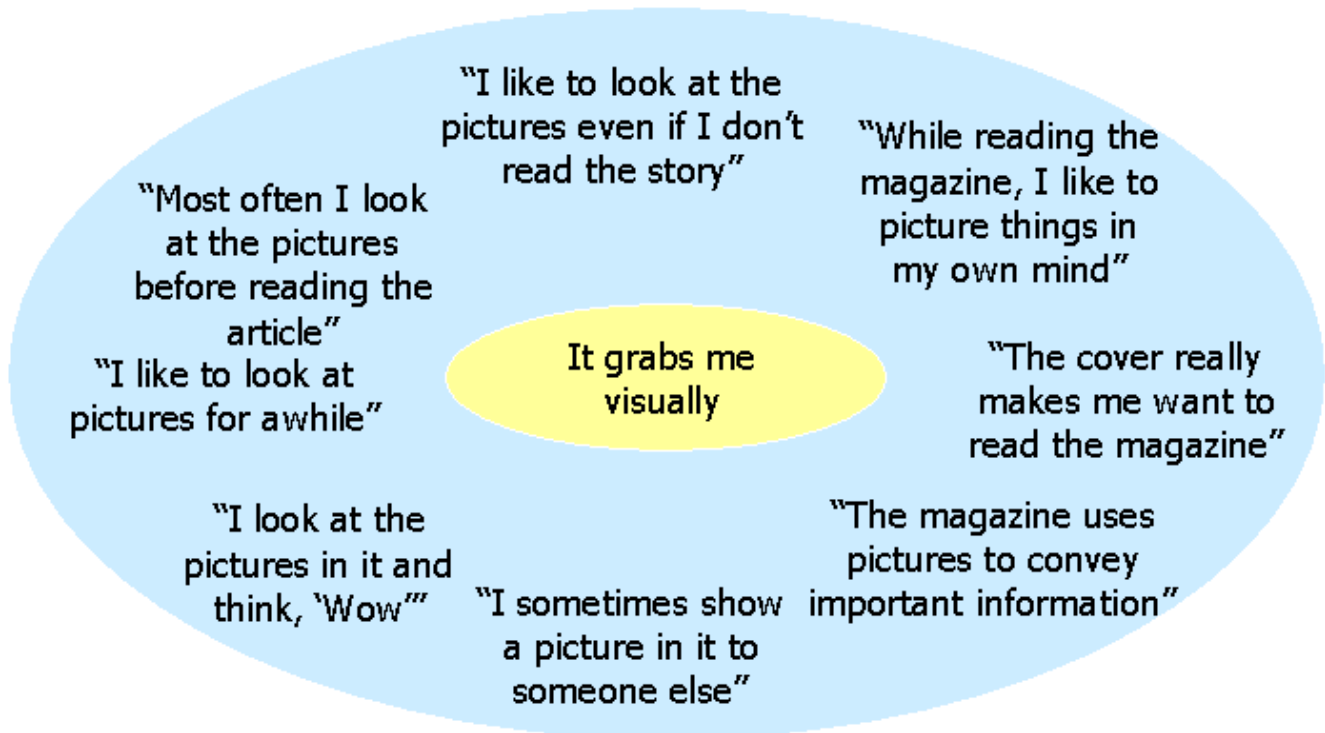 “I like to look at the
pictures even if I don’t
read the story”
“While reading the
magazine, I like to
picture things in
my own mind”
“Most often I look
at the pictures
before reading the
article”
“I like to look at
pictures for awhile”
It grabs me
visually
“The cover really
makes me want to
read the magazine”
“I look at the
pictures in it and
think, ‘Wow’”
“I sometimes show
a picture in it to
someone else”
“The magazine uses
pictures to convey
important information”